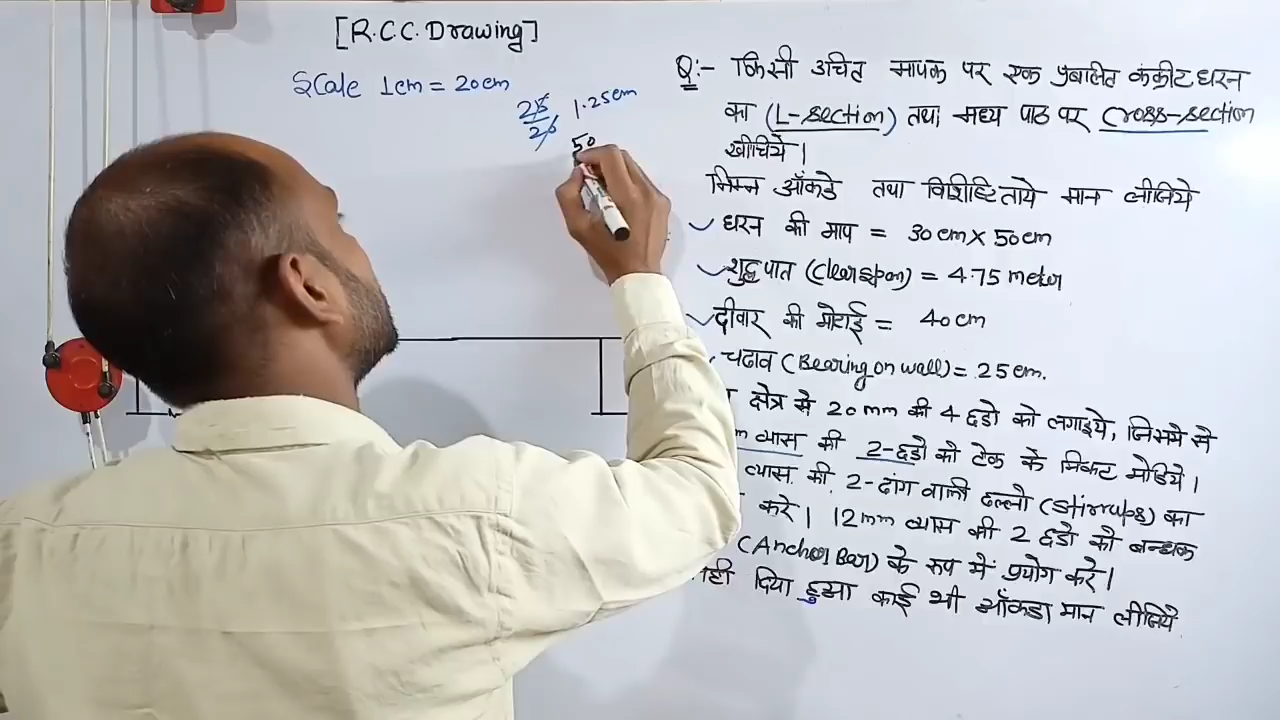 [R.C.C. Drawing]
Scale 1cm = 20cm
25
20
1.25cm
50
Q:- किसी उचित मापक पर एक प्रबलित कंक्रीट धरन
का (L-section) तथा मध्य पाट पर Cross-section
खींचिये।
निम्न आँकडे तथा विशिष्टिताये मान लीजिये
✓ धरन की माप = 30cm x 50cm
✓ शुद्ध पात (Clear span) = 4.75 meter
✓ दीवार की मोटाई = 40cm
चढाव (Bearing on wall) = 25cm.
क्षेत्र मे 20mm की 4 छडो को लगाइये, जिसमे से
व्यास की 2-छडो को टेक के निकट मोडिये।
व्यास की 2-टांग वाली छल्लो (Stirrups) का
करे। 12mm व्यास की 2 छडो को बन्धक
(Anchor Bar) के रूप में प्रयोग करे।
नही दिया हुआ कोई भी आँकडा मान लीजिये